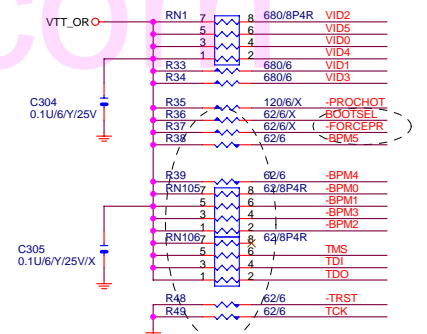 com
VTT_OR
RN1 7 8 680/8P4R VID2
5 6 VID5
3 4 VID0
1 2 VID4
R33 680/6 VID1
R34 680/6 VID3
C304
0.1U/6/Y/25V
R35 120/6/X -PROCHOT
R36 62/6/X BOOTSEL
R37 62/6/X -FORCEPR
R38 62/6 -BPM5
R39 62/6 -BPM4
RN105 7 8 62/8P4R -BPM0
5 6 -BPM1
3 4 -BPM3
1 2 -BPM2
RN106 7 8 62/8P4R
C305
0.1U/6/Y/25V/X
5 6 TMS
3 4 TDI
1 2 TDO
R48 62/6 -TRST
R49 62/6 TCK